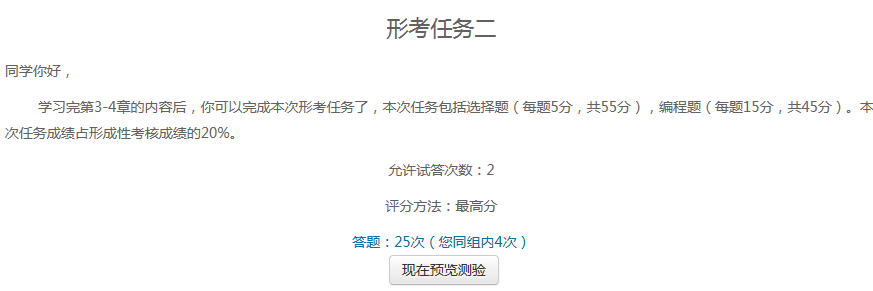 形考任务二
同学你好，
学习完第3-4章的内容后，你可以完成本次形考任务了，本次任务包括选择题（每题5分，共55分），编程题（每题15分，共45分）。本
次任务成绩占形成性考核成绩的20%。
允许试答次数：2
评分方法：最高分
答题：25次（您同组内4次）
现在预览测验